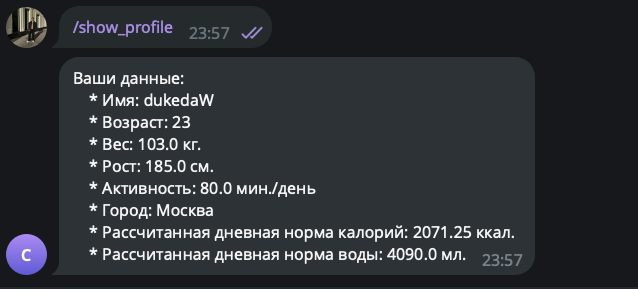 /show_profile 23:57
Ваши данные:
* Имя: dukedaW
* Возраст: 23
* Вес: 103.0 кг.
* Рост: 185.0 см.
* Активность: 80.0 мин./день
* Город: Москва
* Рассчитанная дневная норма калорий: 2071.25 ккал.
* Рассчитанная дневная норма воды: 4090.0 мл. 23:57
C